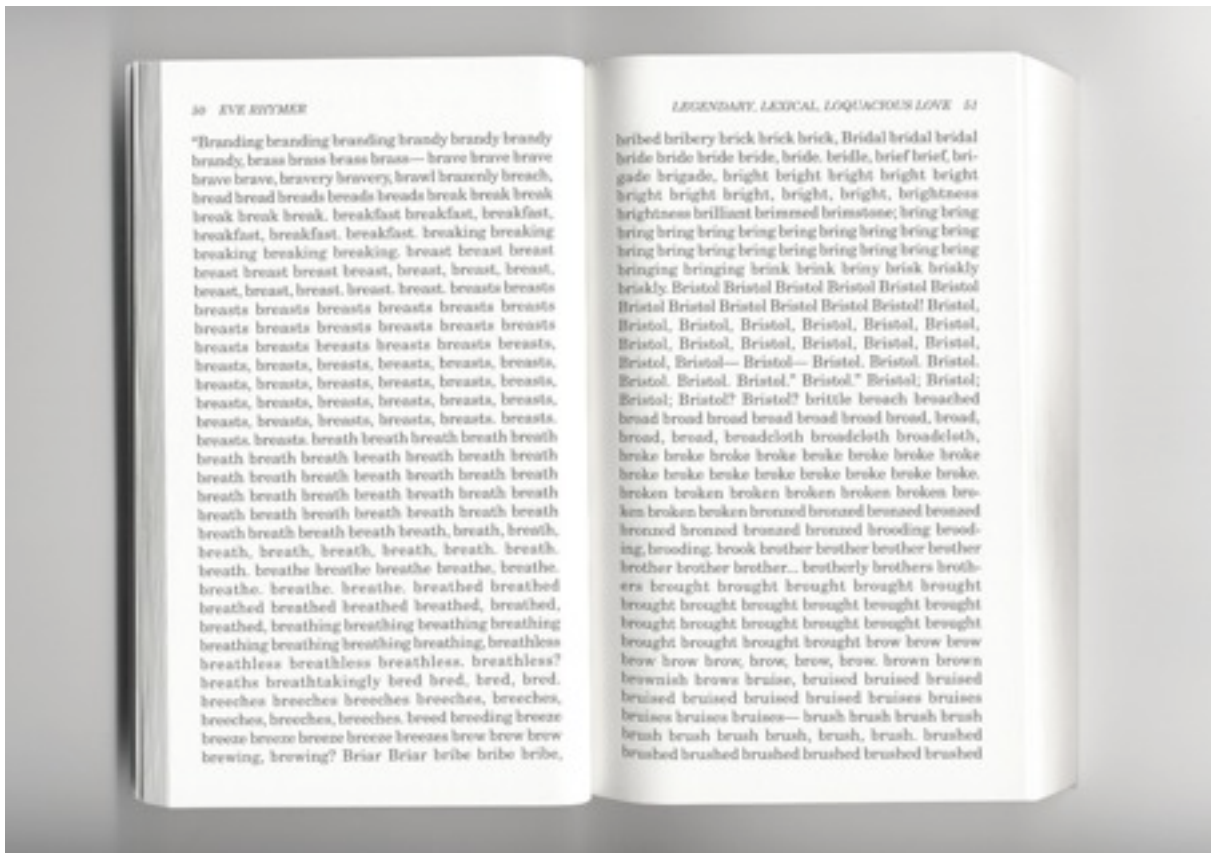 50 EVE RHYMER
"Branding branding branding brandy brandy brandy
brandy, brass brass brass brass— brave brave brave
brave brave, bravery bravery, brawl brazenly breach,
bread bread breads breads breads break break break
break break break. breakfast breakfast, breakfast,
breakfast, breakfast. breakfast. breaking breaking
breaking breaking breaking. breast breast breast
breast breast breast breast, breast, breast, breast,
breast, breast, breast. breast. breast. breasts breasts
breasts breasts breasts breasts breasts breasts
breasts breasts breasts breasts breasts breasts
breasts breasts breasts breasts breasts breasts,
breasts, breasts, breasts, breasts, breasts, breasts,
breasts, breasts, breasts, breasts, breasts, breasts,
breasts, breasts, breasts, breasts, breasts, breasts,
breasts, breasts, breasts, breasts, breasts, breasts.
breasts. breasts. breath breath breath breath breath
breath breath breath breath breath breath breath
breath breath breath breath breath breath breath
breath breath breath breath breath breath breath
breath breath breath breath breath breath breath
breath breath breath breath breath, breath, breath,
breath, breath, breath, breath, breath. breath.
breath. breathe breathe breathe breathe, breathe.
breathe. breathe. breathe. breathed breathed
breathed breathed breathed breathed, breathed,
breathed, breathing breathing breathing breathing
breathing breathing breathing breathing, breathless
breathless breathless breathless. breathless?
breaths breathtakingly bred bred, bred, bred.
breeches breeches breeches breeches, breeches,
breeches, breeches, breeches. breed breeding breeze
breeze breeze breeze breeze breezes brew brew brew
brewing, brewing? Briar Briar bribe bribe bribe,
LEGENDARY, LEXICAL, LOQUACIOUS LOVE 51
bribed bribery brick brick brick, Bridal bridal bridal
bride bride bride bride, bride. bridle, brief brief, bri-
gade brigade, bright bright bright bright bright
bright bright bright, bright, bright, brightness
brightness brilliant brimmed brimstone; bring bring
bring bring bring bring bring bring bring bring bring
bring bring bring bring bring bring bring bring bring
bringing bringing brink brink briny brisk briskly
briskly. Bristol Bristol Bristol Bristol Bristol Bristol
Bristol Bristol Bristol Bristol Bristol Bristol! Bristol,
Bristol, Bristol, Bristol, Bristol, Bristol, Bristol,
Bristol, Bristol, Bristol, Bristol, Bristol, Bristol,
Bristol, Bristol— Bristol— Bristol. Bristol. Bristol.
Bristol. Bristol. Bristol." Bristol." Bristol; Bristol;
Bristol; Bristol? Bristol? brittle broach broached
broad broad broad broad broad broad broad, broad,
broad, broad, broadcloth broadcloth broadcloth,
broke broke broke broke broke broke broke broke
broke broke broke broke broke broke broke broke.
broken broken broken broken broken broken bro-
ken broken broken bronzed bronzed bronzed bronzed
bronzed bronzed bronzed bronzed brooding brood-
ing, brooding. brook brother brother brother brother
brother brother brother... brotherly brothers broth-
ers brought brought brought brought brought
brought brought brought brought brought brought
brought brought brought brought brought brought
brought brought brought brought brow brow brow
brow brow brow, brow, brow, brow. brown brown
brownish brows bruise, bruised bruised bruised
bruised bruised bruised bruised bruises bruises
bruises bruises bruises— brush brush brush brush
brush brush brush brush, brush, brush. brushed
brushed brushed brushed brushed brushed brushed